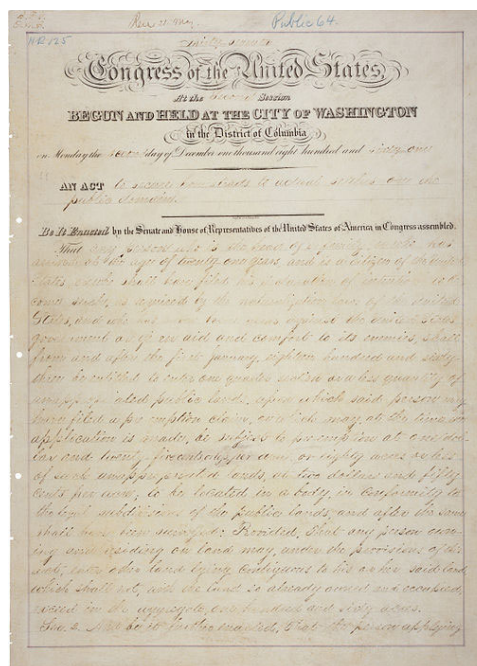 Public 64.
HR 125
Thirty-seventh
Congress of the United States,
At the second Session
BEGUN AND HELD AT THE CITY OF WASHINGTON
in the District of Columbia
on Monday the second day of December one thousand eight hundred and sixty-one
AN ACT to secure homesteads to actual settlers on the
public domain.
Be It Enacted by the Senate and House of Representatives of the United States of America in Congress assembled,
That any person who is the head of a family, or who has
arrived at the age of twenty-one years, and is a citizen of the United
States, or who shall have filed his declaration of intention to be-
come such, as required by the naturalization laws of the United
States, and who has never borne arms against the United States
government or given aid and comfort to its enemies, shall
from and after the first January, eighteen hundred and sixty-
three be entitled to enter one quarter section or a less quantity of
unappropriated public lands, upon which said person may
have filed a preemption claim, or which may, at the time the
application is made, be subject to preemption at one dol-
lar and twenty-five cents, or less, per acre; or eighty acres or less
of such unappropriated lands, at two dollars and fifty
cents per acre, to be located in a body, in conformity to
the legal subdivisions of the public lands, and after the same
shall have been surveyed: Provided, That any person own-
ing and residing on land may, under the provisions of this
act, enter other land lying contiguous to his or her said land,
which shall not, with the land so already owned and occupied,
exceed in the aggregate, one hundred and sixty acres.
Sec. 2. And be it further enacted, That the person applying